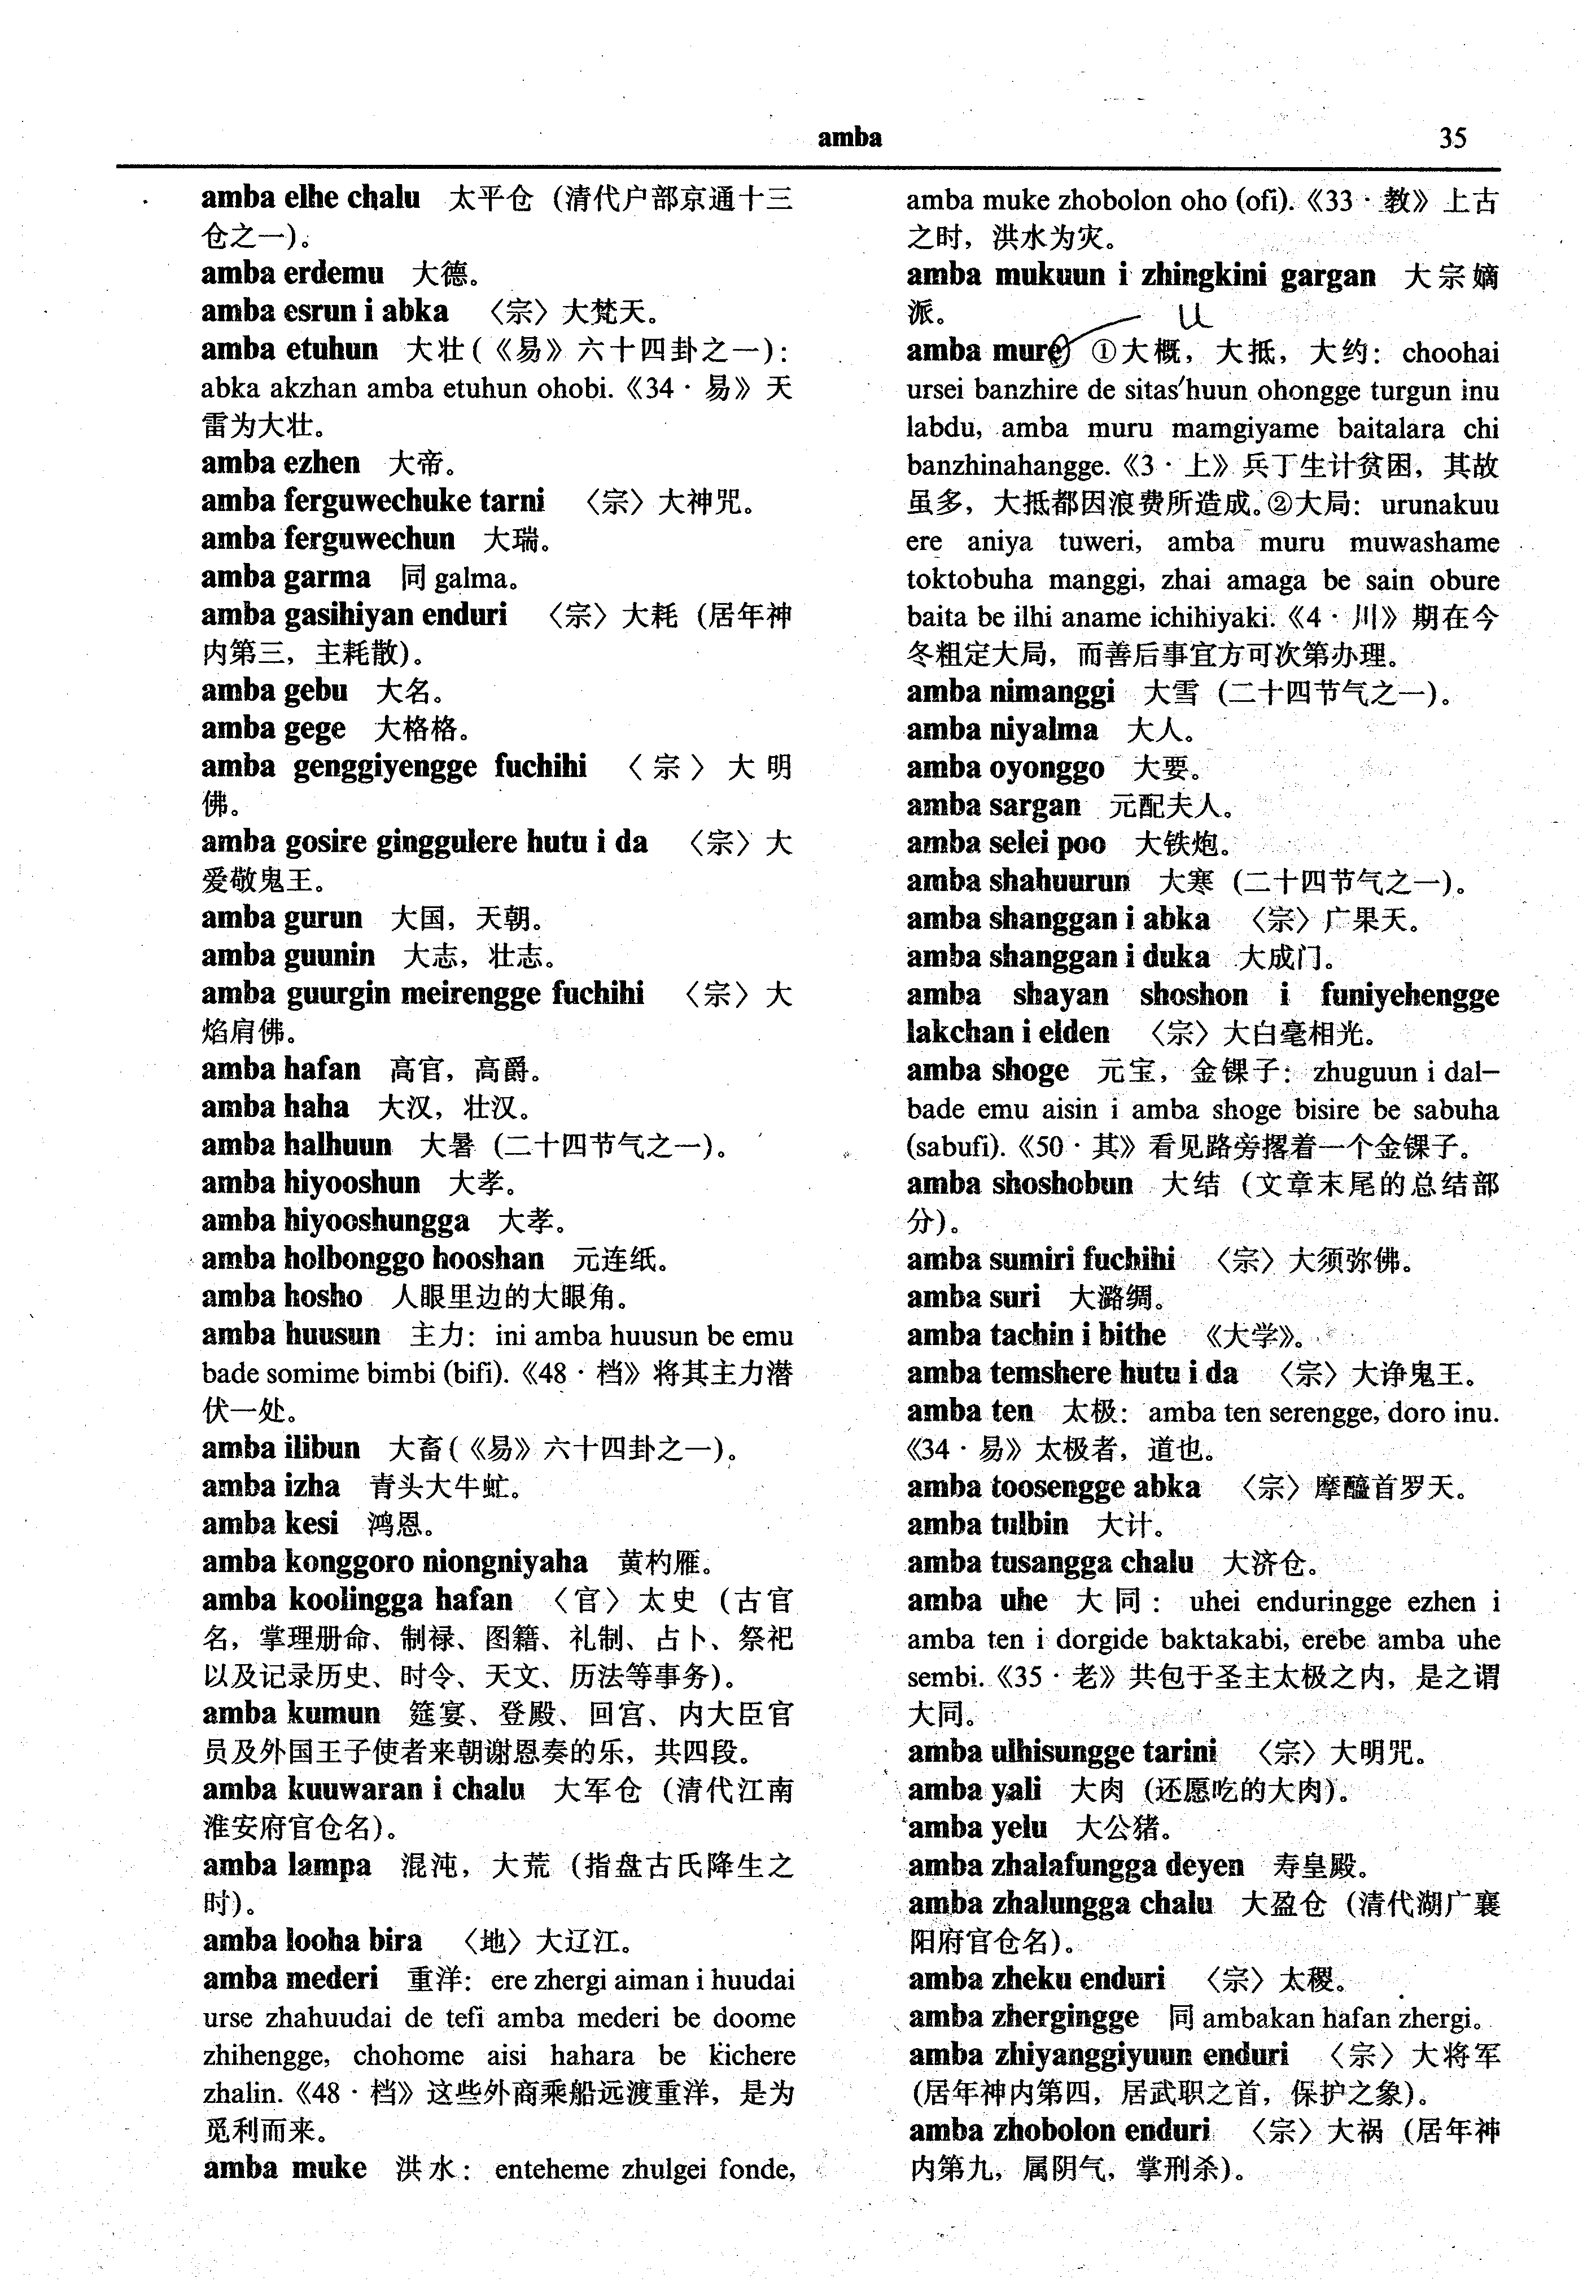 amba
35
amba elhe chalu 太平仓 (清代户部京通十三
仓之一)。
amba erdemu 大德。
amba esrun i abka 〈宗〉大梵天。
amba etuhun 大壮(《易》六十四卦之一):
abka akzhan amba etuhun ohobi.《34·易》天
雷为大壮。
amba ezhen 大帝。
amba ferguwechuke tarni 〈宗〉大神咒。
amba ferguwechun 大瑞。
amba garma 同 galma。
amba gasihiyan enduri 〈宗〉大耗 (居年神
内第三，主耗散)。
amba gebu 大名。
amba gege 大格格。
amba genggiyengge fuchihi 〈宗〉大明
佛。
amba gosire ginggulere hutu i da 〈宗〉大
爱敬鬼王。
amba gurun 大国，天朝。
amba guunin 大志，壮志。
amba guurgin meirengge fuchihi 〈宗〉大
焰肩佛。
amba hafan 高官，高爵。
amba haha 大汉，壮汉。
amba halhuun 大暑 (二十四节气之一)。
amba hiyooshun 大孝。
amba hiyooshungga 大孝。
amba holbonggo hooshan 元连纸。
amba hosho 人眼里边的大眼角。
amba huusun 主力: ini amba huusun be emu
bade somime bimbi (bifi).《48·档》将其主力潜
伏一处。
amba ilibun 大畜(《易》六十四卦之一)。
amba izha 青头大牛虻。
amba kesi 鸿恩。
amba konggoro niongniyaha 黄杓雁。
amba koolingga hafan 〈官〉太史 (古官
名，掌理册命、制禄、图籍、礼制、占卜、祭祀
以及记录历史、时令、天文、历法等事务)。
amba kumun 筵宴、登殿、回宫、内大臣官
员及外国王子使者来朝谢恩奏的乐，共四段。
amba kuuwaran i chalu 大军仓 (清代江南
淮安府官仓名)。
amba lampa 混沌，大荒 (指盘古氏降生之
时)。
amba looha bira 〈地〉大辽江。
amba mederi 重洋: ere zhergi aiman i huudai
urse zhahuudai de tefi amba mederi be doome
zhihengge, chohome aisi hahara be kichere
zhalin.《48·档》这些外商乘船远渡重洋，是为
觅利而来。
amba muke 洪水: enteheme zhulgei fonde,
amba muke zhobolon oho (ofi).《33·教》上古
之时，洪水为灾。
amba mukuun i zhingkini gargan 大宗嫡
派。
u
amba mure ①大概，大抵，大约: choohai
ursei banzhire de sitas'huun ohongge turgun inu
labdu, amba muru mamgiyame baitalara chi
banzhinahangge.《3·上》兵丁生计贫困，其故
虽多，大抵都因浪费所造成。②大局: urunakuu
ere aniya tuweri, amba muru muwashame
toktobuha manggi, zhai amaga be sain obure
baita be ilhi aname ichihiyaki.《4·川》期在今
冬粗定大局，而善后事宜方可次第办理。
amba nimanggi 大雪 (二十四节气之一)。
amba niyalma 大人。
amba oyonggo 大要。
amba sargan 元配夫人。
amba selei poo 大铁炮。
amba shahuurun 大寒 (二十四节气之一)。
amba shanggan i abka 〈宗〉广果天。
amba shanggan i duka 大成门。
amba shayan shoshon i funiyehengge
lakchan i elden 〈宗〉大白毫相光。
amba shoge 元宝，金锞子: zhuguun i dal-
bade emu aisin i amba shoge bisire be sabuha
(sabufi).《50·其》看见路旁撂着一个金锞子。
amba shoshobun 大结 (文章末尾的总结部
分)。
amba sumiri fuchihi 〈宗〉大须弥佛。
amba suri 大潞绸。
amba tachin i bithe 《大学》。
amba temshere hutu i da 〈宗〉大诤鬼王。
amba ten 太极: amba ten serengge, doro inu.
《34·易》太极者，道也。
amba toosengge abka 〈宗〉摩醯首罗天。
amba tulbin 大计。
amba tusangga chalu 大济仓。
amba uhe 大同: uhei enduringge ezhen i
amba ten i dorgide baktakabi, erebe amba uhe
sembi.《35·老》共包于圣主太极之内，是之谓
大同。
amba ulhisungge tarini 〈宗〉大明咒。
amba yali 大肉 (还愿吃的大肉)。
amba yelu 大公猪。
amba zhalafungga deyen 寿皇殿。
amba zhalungga chalu 大盈仓 (清代湖广襄
阳府官仓名)。
amba zheku enduri 〈宗〉太稷。
amba zhergingge 同 ambakan hafan zhergi。
amba zhiyanggiyuun enduri 〈宗〉大将军
(居年神内第四，居武职之首，保护之象)。
amba zhobolon enduri 〈宗〉大祸 (居年神
内第九，属阴气，掌刑杀)。